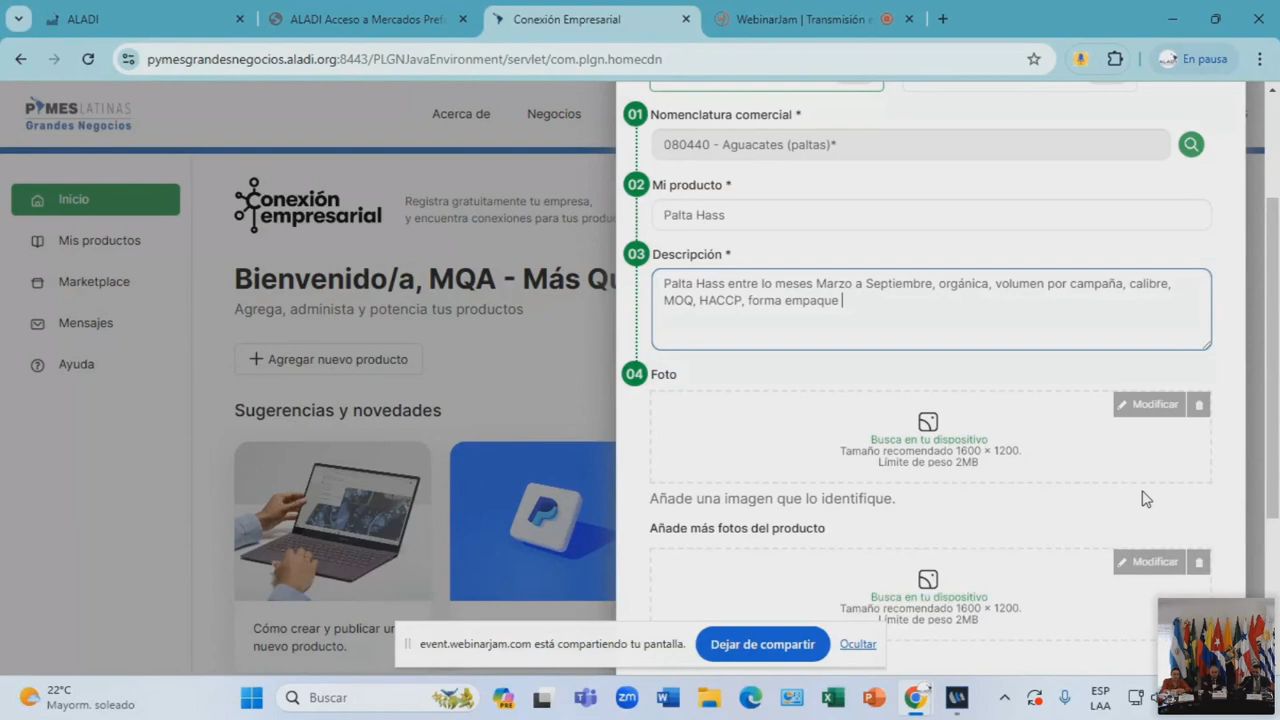 ALADI
ALADI Acceso a Mercados Pref
Conexión Empresarial
WebinarJam | Transmisión e
pymesgrandesnegocios.aladi.org:8443/PLGNJavaEnvironment/servlet/com.plgn.homecdn
En pausa
PYMES LATINAS
Grandes Negocios
Acerca de
Negocios
Inicio
Mis productos
Marketplace
Mensajes
Ayuda
Conexión
empresarial
Registra gratuitamente tu empresa,
y encuentra conexiones para tus produc
Bienvenido/a, MQA - Más Qu
Agrega, administra y potencia tus productos
Agregar nuevo producto
Sugerencias y novedades
Cómo crear y publicar un
nuevo producto.
01 Nomenclatura comercial *
080440 - Aguacates (paltas)*
02 Mi producto *
Palta Hass
03 Descripción *
Palta Hass entre lo meses Marzo a Septiembre, orgánica, volumen por campaña, calibre,
MOQ, HACCP, forma empaque
04 Foto
Modificar
Busca en tu dispositivo
Tamaño recomendado 1600 × 1200.
Límite de peso 2MB
Añade una imagen que lo identifique.
Añade más fotos del producto
Modificar
Busca en tu dispositivo
Tamaño recomendado 1600 × 1200.
Límite de peso 2MB
event.webinarjam.com está compartiendo tu pantalla.
Dejar de compartir
Ocultar
22°C
Mayorm. soleado
Buscar
PRE
zm
ESP
LAA